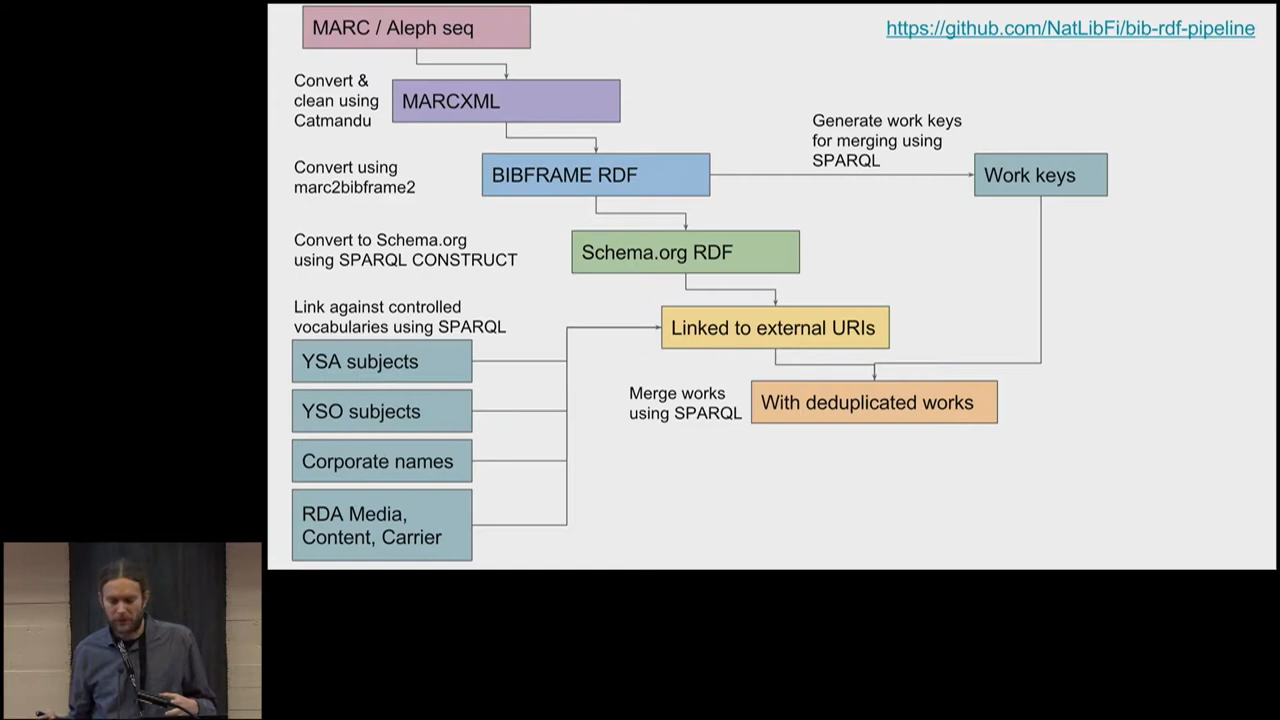 MARC / Aleph seq
https://github.com/NatLibFi/bib-rdf-pipeline
Convert &
clean using
Catmandu
MARCXML
Generate work keys
for merging using
SPARQL
Convert using
marc2bibframe2
BIBFRAME RDF
Work keys
Convert to Schema.org
using SPARQL CONSTRUCT
Schema.org RDF
Link against controlled
vocabularies using SPARQL
Linked to external URIs
YSA subjects
YSO subjects
Corporate names
RDA Media,
Content, Carrier
Merge works
using SPARQL
With deduplicated works